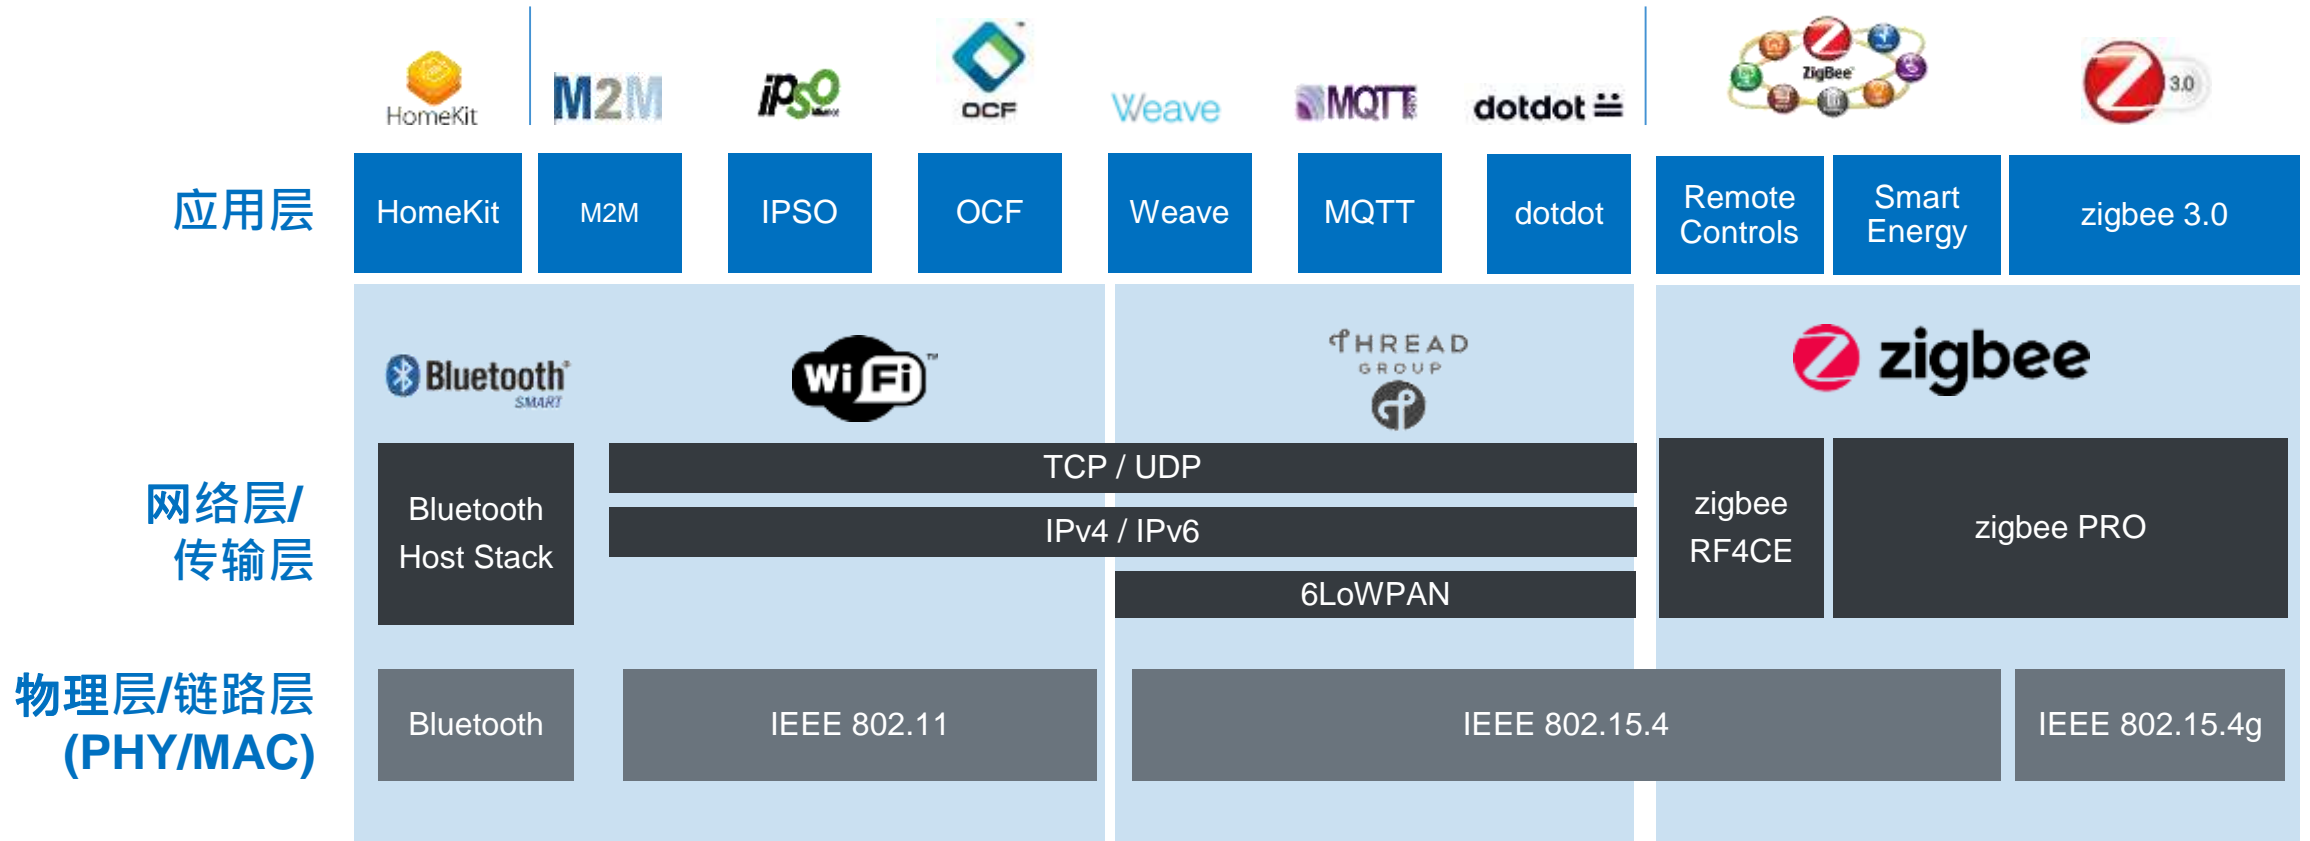 HomeKit
M2M
iPSO
OCF
Weave
MQTT
dotdot
ZigBee
3.0
应用层
HomeKit
M2M
IPSO
OCF
Weave
MQTT
dotdot
Remote
Controls
Smart
Energy
zigbee 3.0
Bluetooth®
SMART
Wi Fi™
THREAD
GROUP
zigbee
网络层/
传输层
Bluetooth
Host Stack
TCP / UDP
IPv4 / IPv6
6LoWPAN
zigbee
RF4CE
zigbee PRO
物理层/链路层
(PHY/MAC)
Bluetooth
IEEE 802.11
IEEE 802.15.4
IEEE 802.15.4g